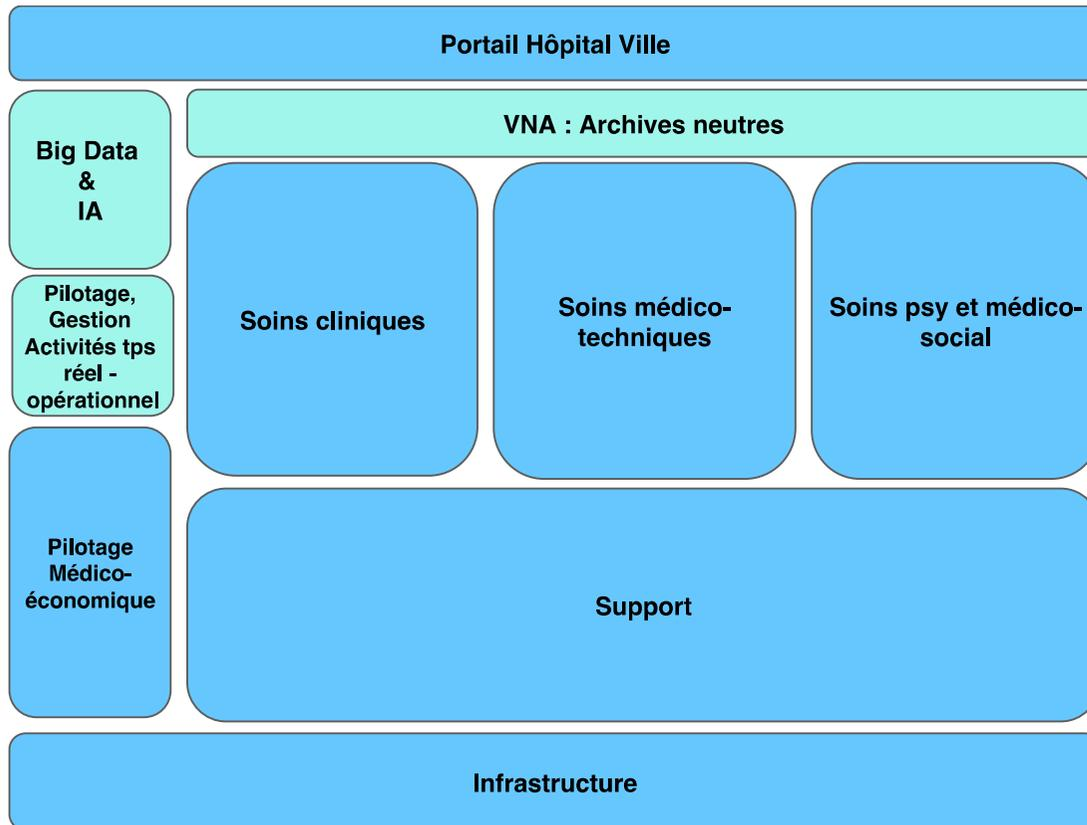 Portail Hôpital Ville
VNA : Archives neutres
Big Data
&
IA
Pilotage,
Gestion
Activités tps
réel -
opérationnel
Soins cliniques
Soins médico-
techniques
Soins psy et médico-
social
Pilotage
Médico-
économique
Support
Infrastructure